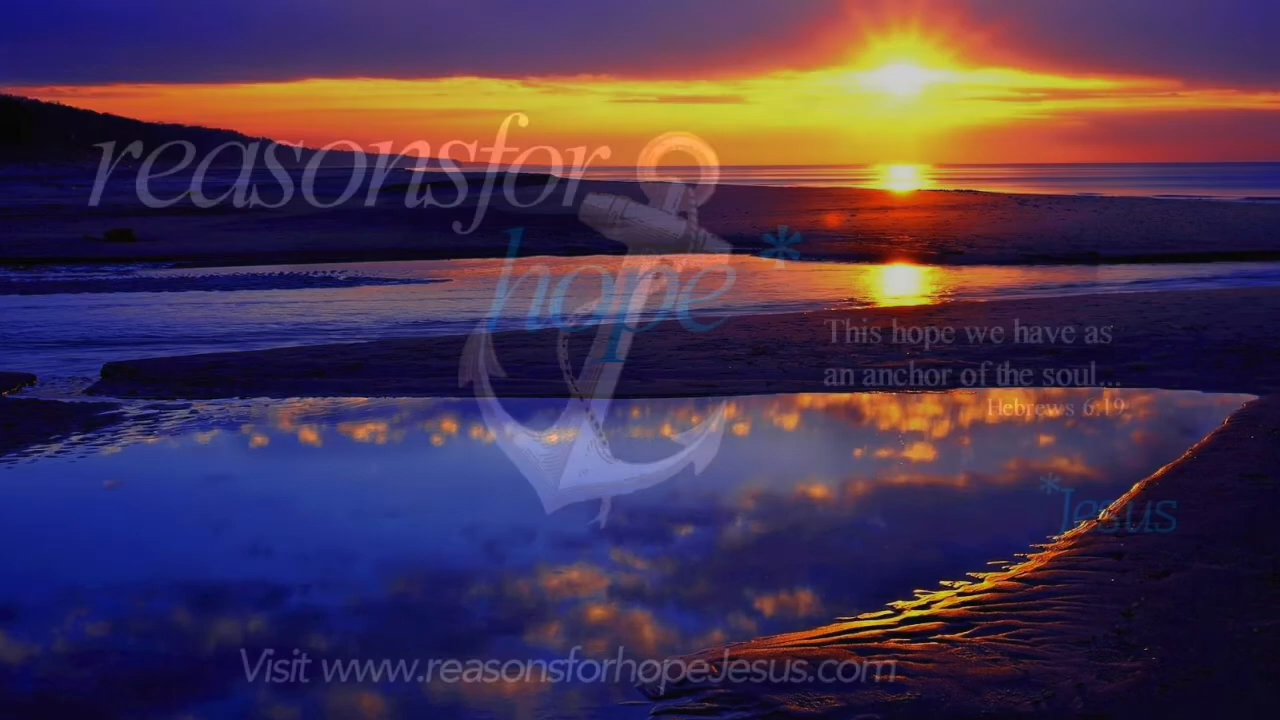 reasonsfor
hope*
This hope we have as
an anchor of the soul...
Hebrews 6:19
*Jesus
Visit www.reasonsforhopeJesus.com